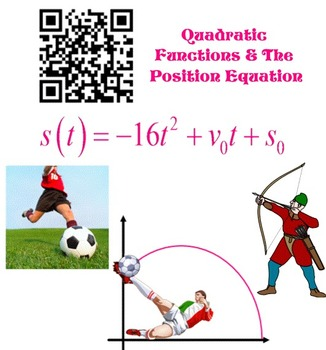 Quadratic
Functions & The
Position Equation
s(t) = −16t² + v₀t + s₀